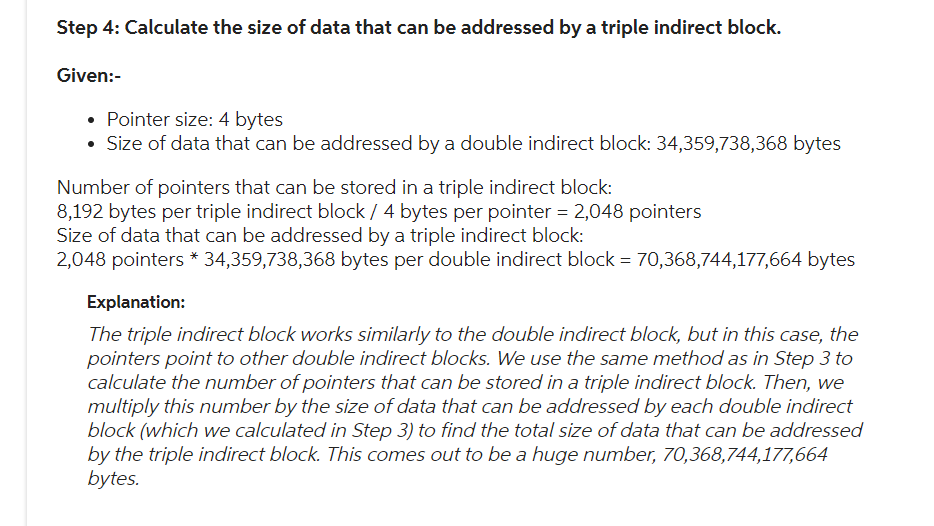 Step 4: Calculate the size of data that can be addressed by a triple indirect block.
Given:-
• Pointer size: 4 bytes
• Size of data that can be addressed by a double indirect block: 34,359,738,368 bytes
Number of pointers that can be stored in a triple indirect block:
8,192 bytes per triple indirect block / 4 bytes per pointer = 2,048 pointers
Size of data that can be addressed by a triple indirect block:
2,048 pointers * 34,359,738,368 bytes per double indirect block = 70,368,744,177,664 bytes
Explanation:
The triple indirect block works similarly to the double indirect block, but in this case, the
pointers point to other double indirect blocks. We use the same method as in Step 3 to
calculate the number of pointers that can be stored in a triple indirect block. Then, we
multiply this number by the size of data that can be addressed by each double indirect
block (which we calculated in Step 3) to find the total size of data that can be addressed
by the triple indirect block. This comes out to be a huge number, 70,368,744,177,664
bytes.